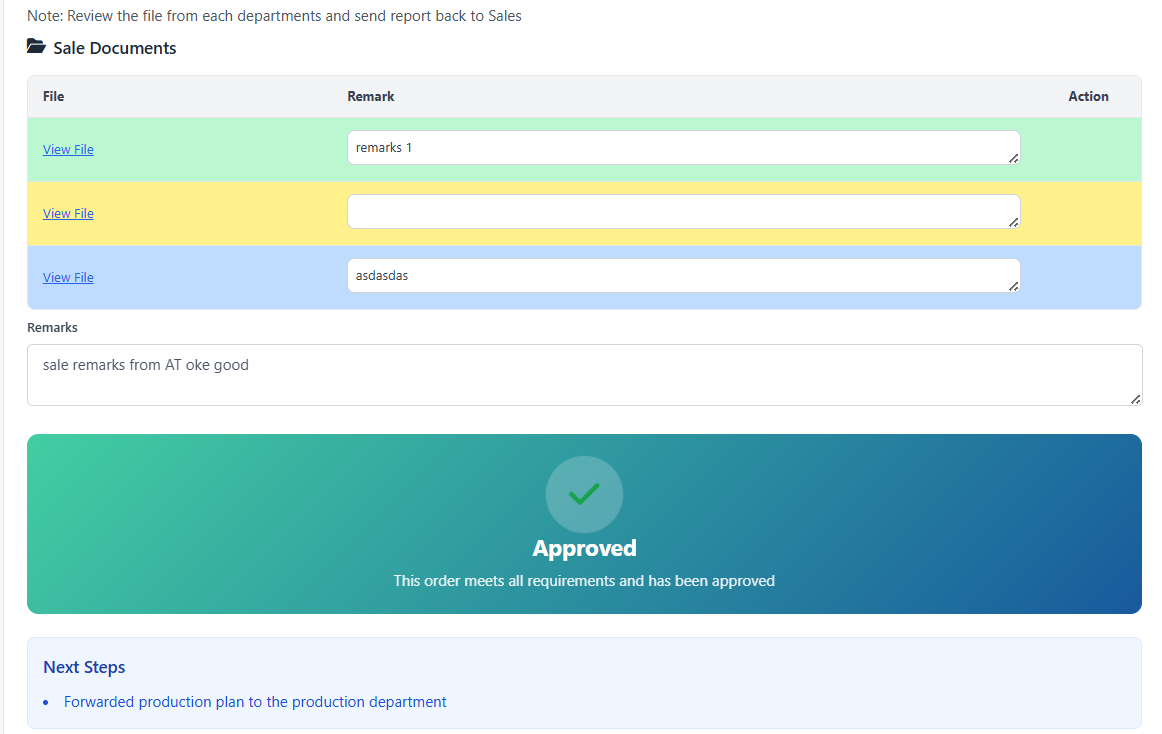 Note: Review the file from each departments and send report back to Sales
Sale Documents
File Remark Action
View File remarks 1
View File
View File asdasdas
Remarks
sale remarks from AT oke good
Approved
This order meets all requirements and has been approved
Next Steps
• Forwarded production plan to the production department